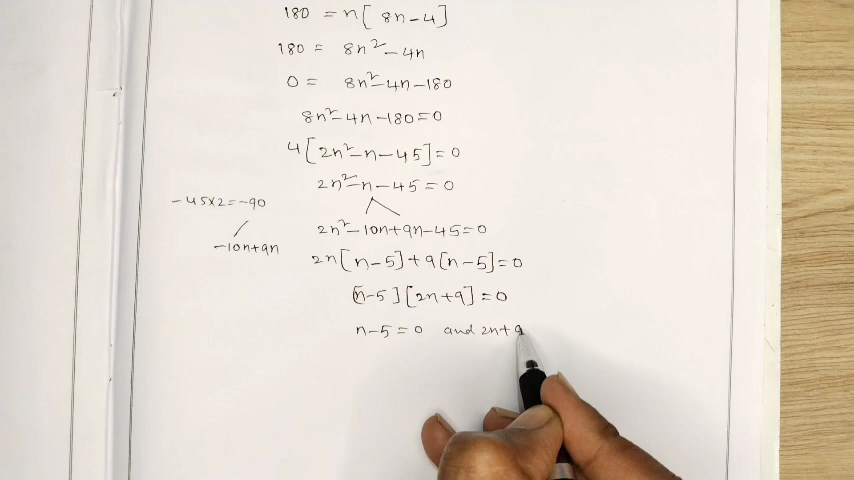 180 = n[ 8n-4]
180 = 8n² - 4n
0 = 8n²-4n-180
8n²-4n-180=0
4[2n²-n-45]=0
2n²-n-45=0
-45×2=-90
-10n+9n
2n²-10n+9n-45=0
2n[n-5]+9[n-5]=0
[n-5][2n+9]=0
n-5=0 and 2n+9